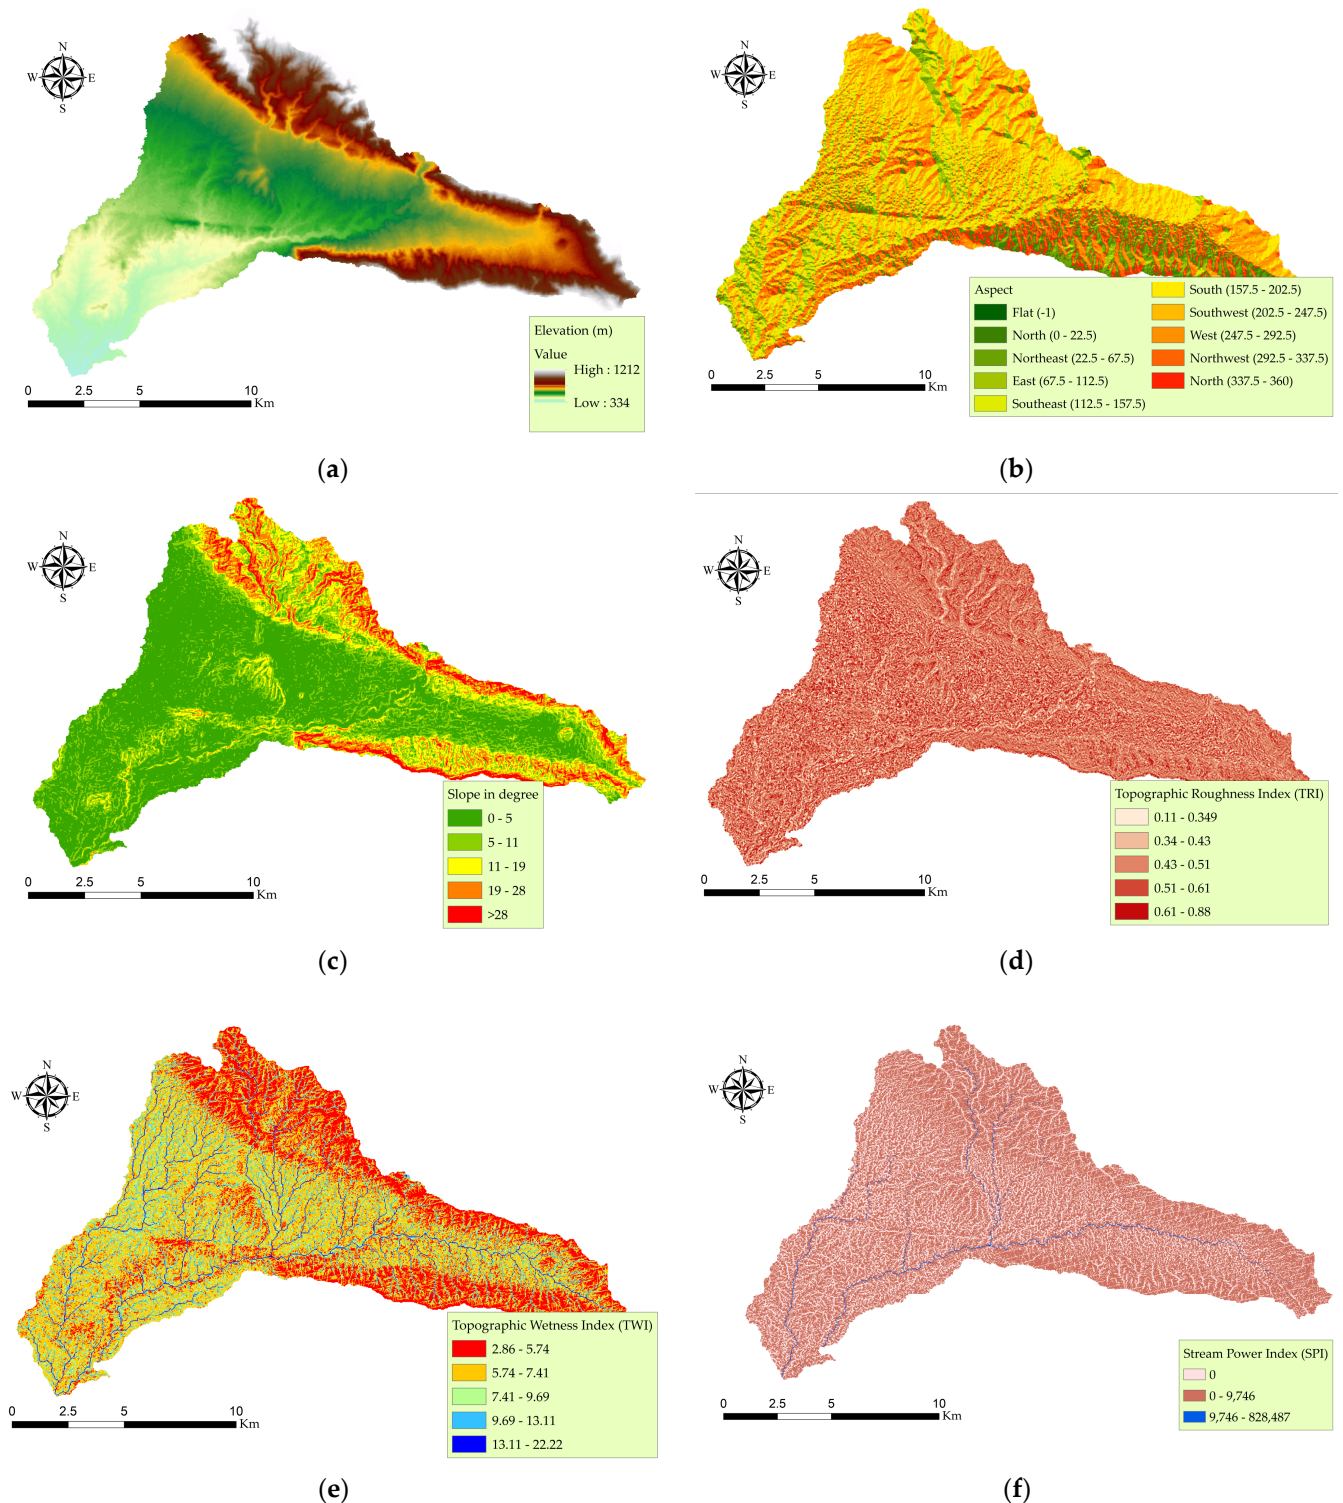 N
W E
S
Elevation (m)
Value
High : 1212
Low : 334
0 2.5 5 10
Km
(a)
N
W E
S
Aspect
Flat (-1)
North (0 - 22.5)
Northeast (22.5 - 67.5)
East (67.5 - 112.5)
Southeast (112.5 - 157.5)
South (157.5 - 202.5)
Southwest (202.5 - 247.5)
West (247.5 - 292.5)
Northwest (292.5 - 337.5)
North (337.5 - 360)
0 2.5 5 10
Km
(b)
N
W E
S
Slope in degree
0 - 5
5 - 11
11 - 19
19 - 28
>28
0 2.5 5 10
Km
(c)
N
W E
S
Topographic Roughness Index (TRI)
0.11 - 0.349
0.34 - 0.43
0.43 - 0.51
0.51 - 0.61
0.61 - 0.88
0 2.5 5 10
Km
(d)
N
W E
S
Topographic Wetness Index (TWI)
2.86 - 5.74
5.74 - 7.41
7.41 - 9.69
9.69 - 13.11
13.11 - 22.22
0 2.5 5 10
Km
(e)
N
W E
S
Stream Power Index (SPI)
0
0 - 9,746
9,746 - 828,487
0 2.5 5 10
Km
(f)